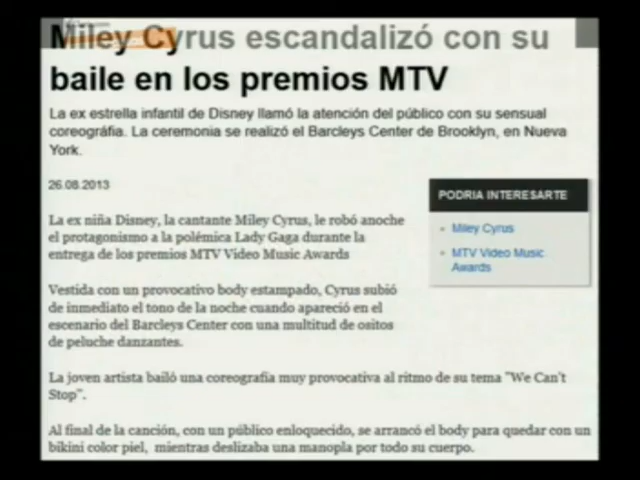 Miley Cyrus escandalizó con su
baile en los premios MTV
La ex estrella infantil de Disney llamó la atención del público con su sensual
coreográfia. La ceremonia se realizó el Barcleys Center de Brooklyn, en Nueva
York.
26.08.2013
PODRIA INTERESARTE
Miley Cyrus
MTV Video Music
Awards
La ex niña Disney, la cantante Miley Cyrus, le robó anoche
el protagonismo a la polémica Lady Gaga durante la
entrega de los premios MTV Video Music Awards
Vestida con un provocativo body estampado, Cyrus subió
de inmediato el tono de la noche cuando apareció en el
escenario del Barcleys Center con una multitud de ositos
de peluche danzantes.
La joven artista bailó una coreografía muy provocativa al ritmo de su tema "We Can't
Stop".
Al final de la canción, con un público enloquecido, se arrancó el body para quedar con un
bikini color piel, mientras deslizaba una manopla por todo su cuerpo.